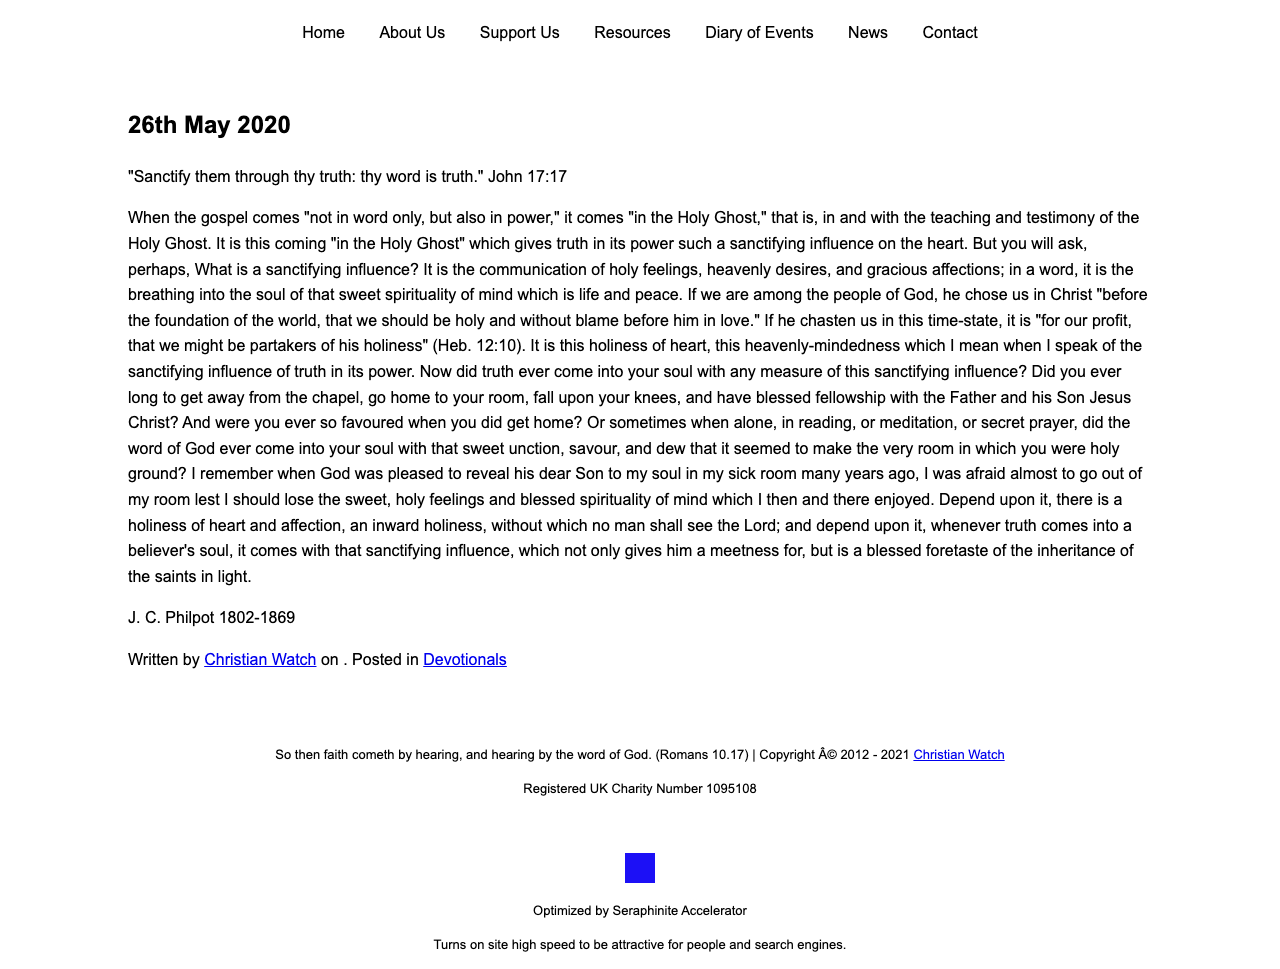 Home About Us Support Us Resources Diary of Events News Contact
26th May 2020
"Sanctify them through thy truth: thy word is truth." John 17:17
When the gospel comes "not in word only, but also in power," it comes "in the Holy Ghost," that is, in and with the teaching and testimony of the
Holy Ghost. It is this coming "in the Holy Ghost" which gives truth in its power such a sanctifying influence on the heart. But you will ask,
perhaps, What is a sanctifying influence? It is the communication of holy feelings, heavenly desires, and gracious affections; in a word, it is the
breathing into the soul of that sweet spirituality of mind which is life and peace. If we are among the people of God, he chose us in Christ "before
the foundation of the world, that we should be holy and without blame before him in love." If he chasten us in this time-state, it is "for our profit,
that we might be partakers of his holiness" (Heb. 12:10). It is this holiness of heart, this heavenly-mindedness which I mean when I speak of the
sanctifying influence of truth in its power. Now did truth ever come into your soul with any measure of this sanctifying influence? Did you ever
long to get away from the chapel, go home to your room, fall upon your knees, and have blessed fellowship with the Father and his Son Jesus
Christ? And were you ever so favoured when you did get home? Or sometimes when alone, in reading, or meditation, or secret prayer, did the
word of God ever come into your soul with that sweet unction, savour, and dew that it seemed to make the very room in which you were holy
ground? I remember when God was pleased to reveal his dear Son to my soul in my sick room many years ago, I was afraid almost to go out of
my room lest I should lose the sweet, holy feelings and blessed spirituality of mind which I then and there enjoyed. Depend upon it, there is a
holiness of heart and affection, an inward holiness, without which no man shall see the Lord; and depend upon it, whenever truth comes into a
believer's soul, it comes with that sanctifying influence, which not only gives him a meetness for, but is a blessed foretaste of the inheritance of
the saints in light.
J. C. Philpot 1802-1869
Written by Christian Watch on . Posted in Devotionals
So then faith cometh by hearing, and hearing by the word of God. (Romans 10.17) | Copyright Â© 2012 - 2021 Christian Watch
Registered UK Charity Number 1095108
Optimized by Seraphinite Accelerator
Turns on site high speed to be attractive for people and search engines.